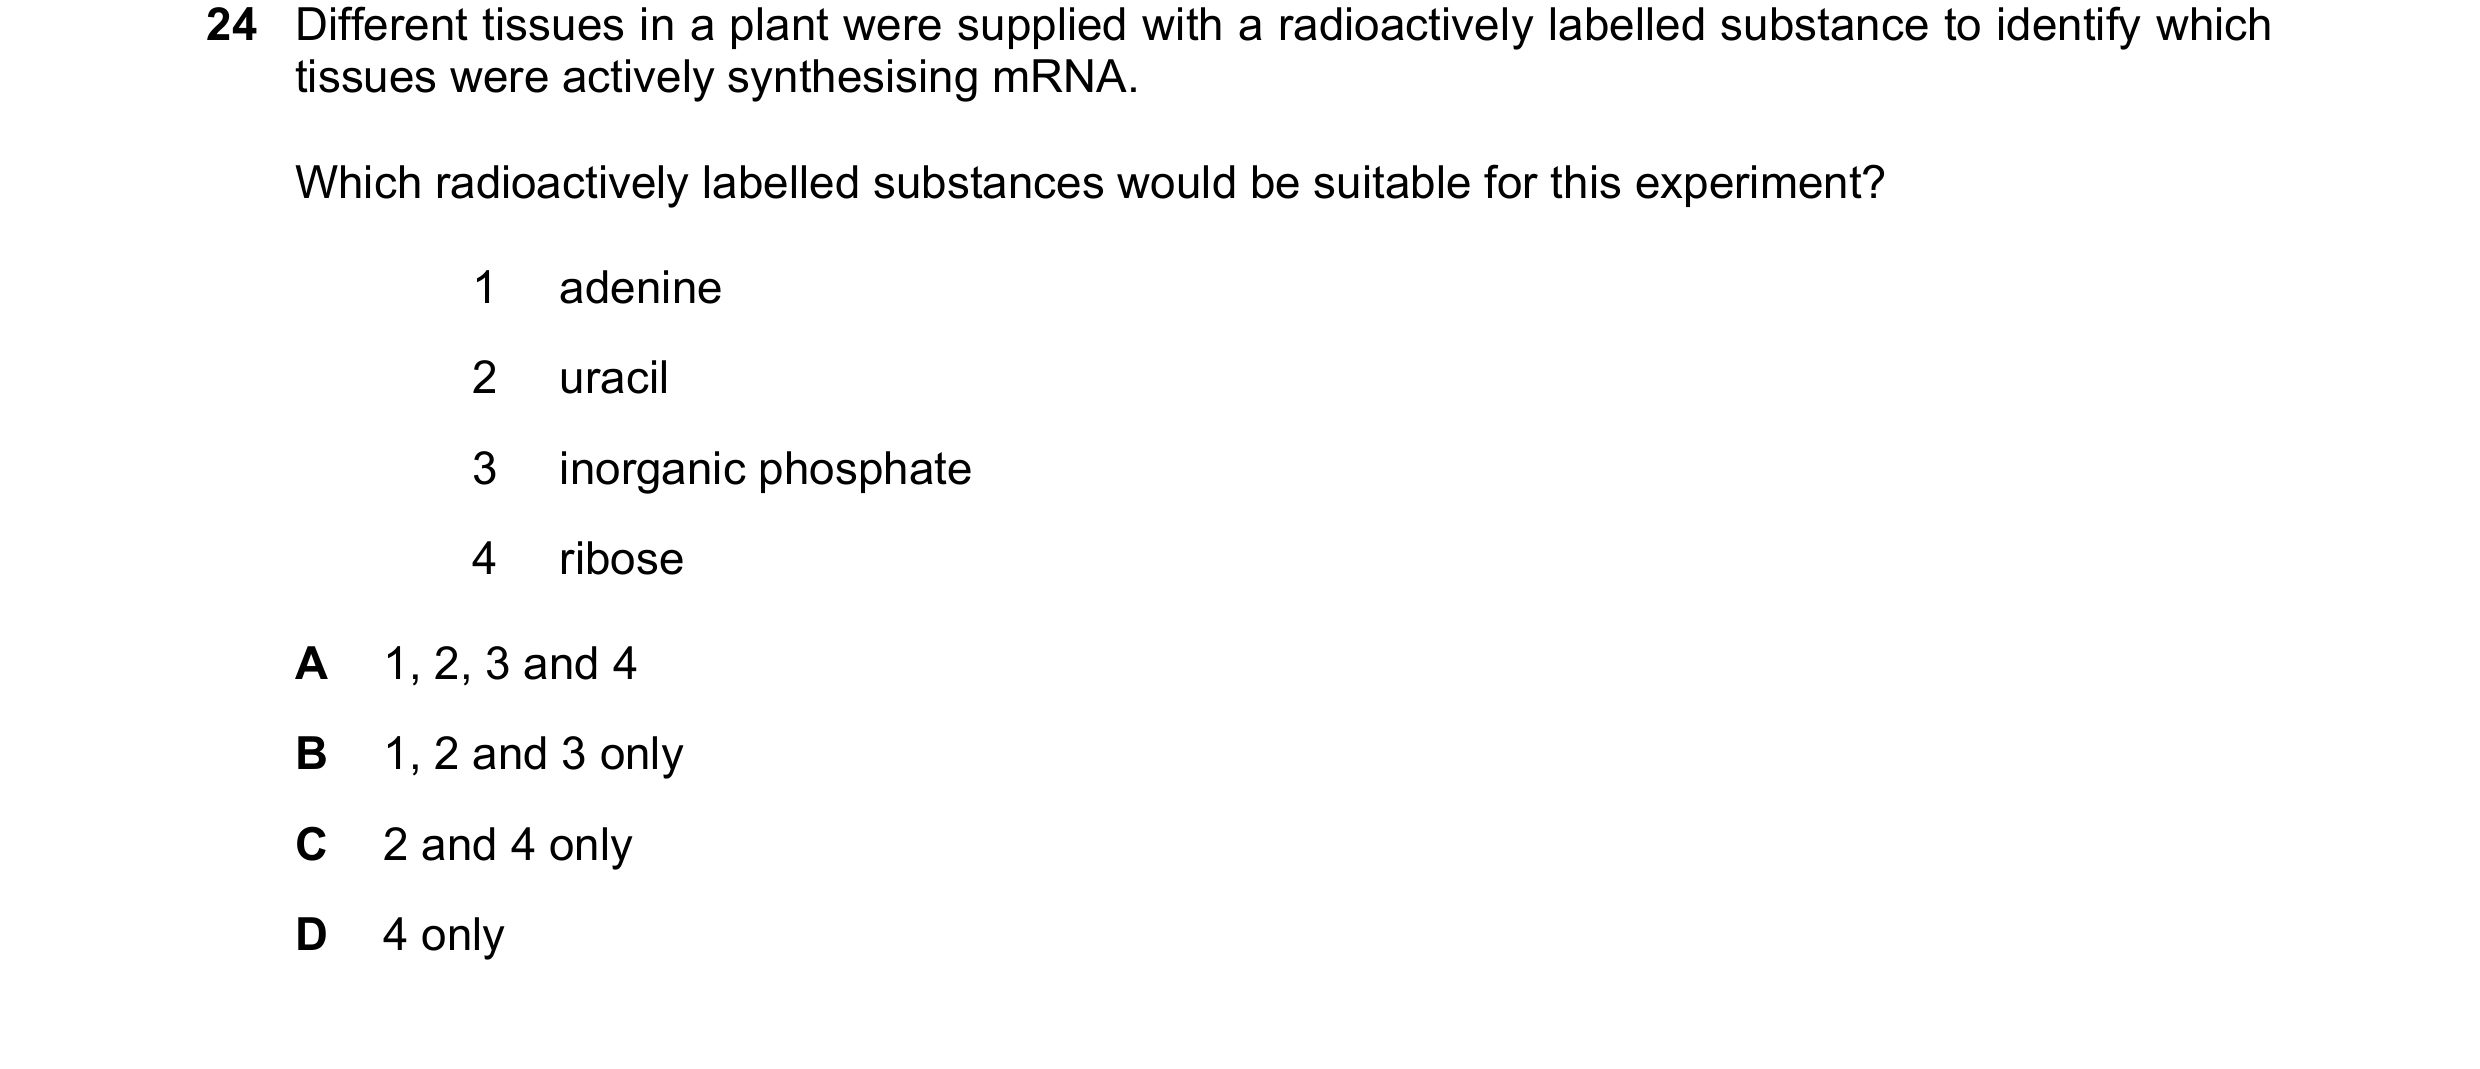 24 Different tissues in a plant were supplied with a radioactively labelled substance to identify which
tissues were actively synthesising mRNA.
Which radioactively labelled substances would be suitable for this experiment?
1 adenine
2 uracil
3 inorganic phosphate
4 ribose
A 1, 2, 3 and 4
B 1, 2 and 3 only
C 2 and 4 only
D 4 only